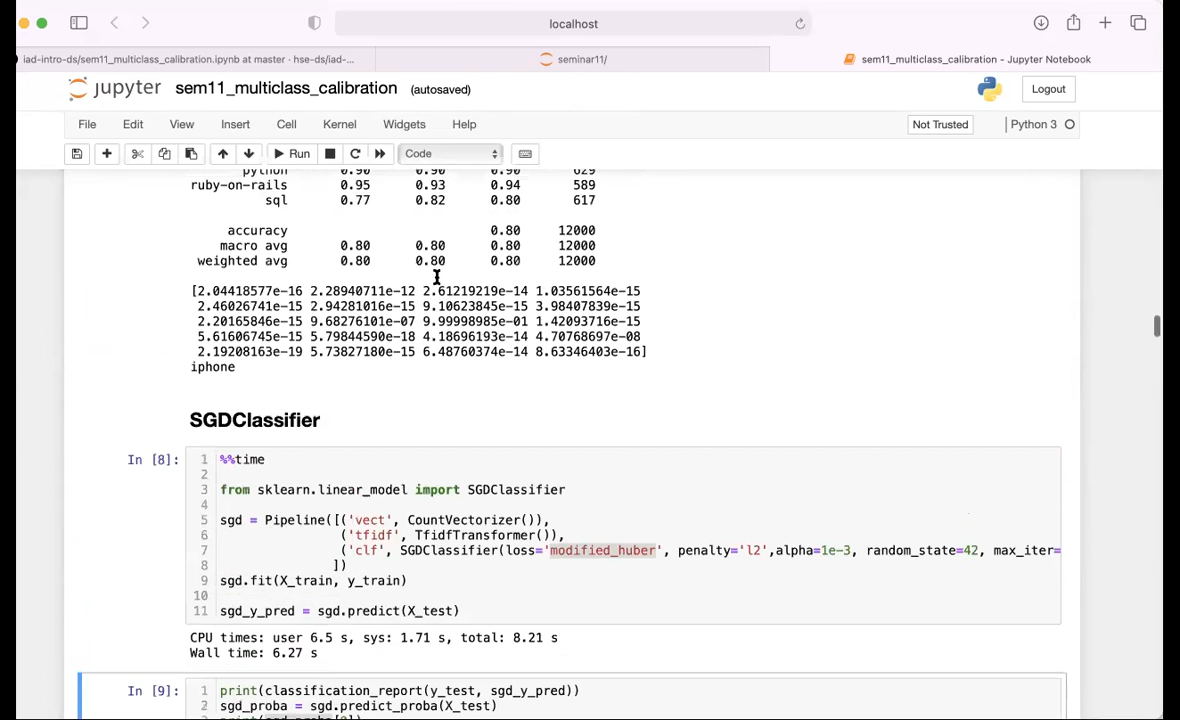 localhost
iad-intro-ds/sem11_multiclass_calibration.ipynb at master · hse-ds/iad-... seminar11/ sem11_multiclass_calibration - Jupyter Notebook
jupyter sem11_multiclass_calibration (autosaved) Logout
File Edit View Insert Cell Kernel Widgets Help Not Trusted Python 3
Run Code
python 0.90 0.90 0.90 629
ruby-on-rails 0.95 0.93 0.94 589
sql 0.77 0.82 0.80 617
accuracy 0.80 12000
macro avg 0.80 0.80 0.80 12000
weighted avg 0.80 0.80 0.80 12000
[2.04418577e-16 2.28940711e-12 2.61219219e-14 1.03561564e-15
2.46026741e-15 2.94281016e-15 9.10623845e-15 3.98407839e-15
2.20165846e-15 9.68276101e-07 9.99998985e-01 1.42093716e-15
5.61606745e-15 5.79844590e-18 4.18696193e-14 4.70768697e-08
2.19208163e-19 5.73827180e-15 6.48760374e-14 8.63346403e-16]
iphone
SGDClassifier
In [8]: 1 %%time
2
3 from sklearn.linear_model import SGDClassifier
4
5 sgd = Pipeline([('vect', CountVectorizer()),
6 ('tfidf', TfidfTransformer()),
7 ('clf', SGDClassifier(loss='modified_huber', penalty='l2',alpha=1e-3, random_state=42, max_iter=
8 ])
9 sgd.fit(X_train, y_train)
10
11 sgd_y_pred = sgd.predict(X_test)
CPU times: user 6.5 s, sys: 1.71 s, total: 8.21 s
Wall time: 6.27 s
In [9]: 1 print(classification_report(y_test, sgd_y_pred))
2 sgd_proba = sgd.predict_proba(X_test)